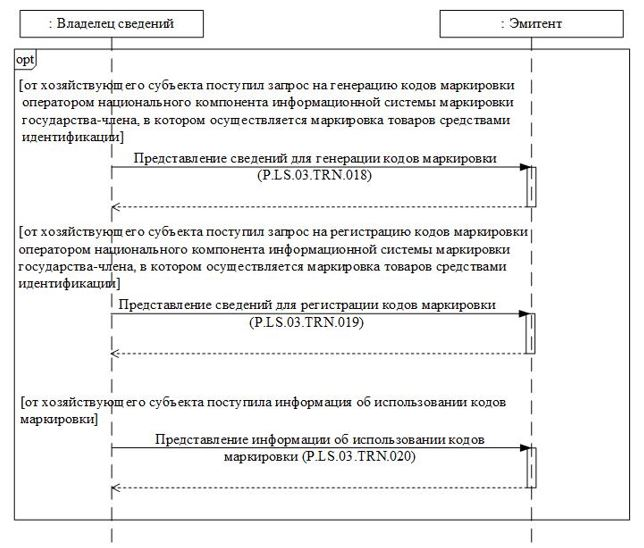 : Владелец сведений
: Эмитент
opt
[от хозяйствующего субъекта поступил запрос на генерацию кодов маркировки
оператором национального компонента информационной системы маркировки
государства-члена, в котором осуществляется маркировка товаров средствами
идентификации]
Представление сведений для генерации кодов маркировки
(P.LS.03.TRN.018)
[от хозяйствующего субъекта поступил запрос на регистрацию кодов маркировки
оператором национального компонента информационной системы маркировки
государства-члена, в котором осуществляется маркировка товаров средствами
идентификации]
Представление сведений для регистрации кодов маркировки
(P.LS.03.TRN.019)
[от хозяйствующего субъекта поступила информация об использовании кодов
маркировки]
Представление информации об использовании кодов
маркировки (P.LS.03.TRN.020)